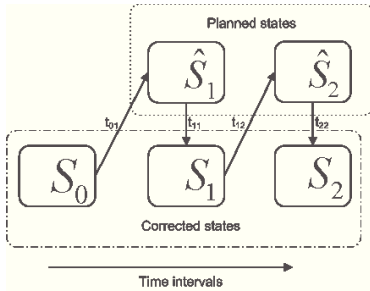 Planned states
Ŝ1 Ŝ2
t01 t11 t12 t22
S0 S1 S2
Corrected states
Time intervals